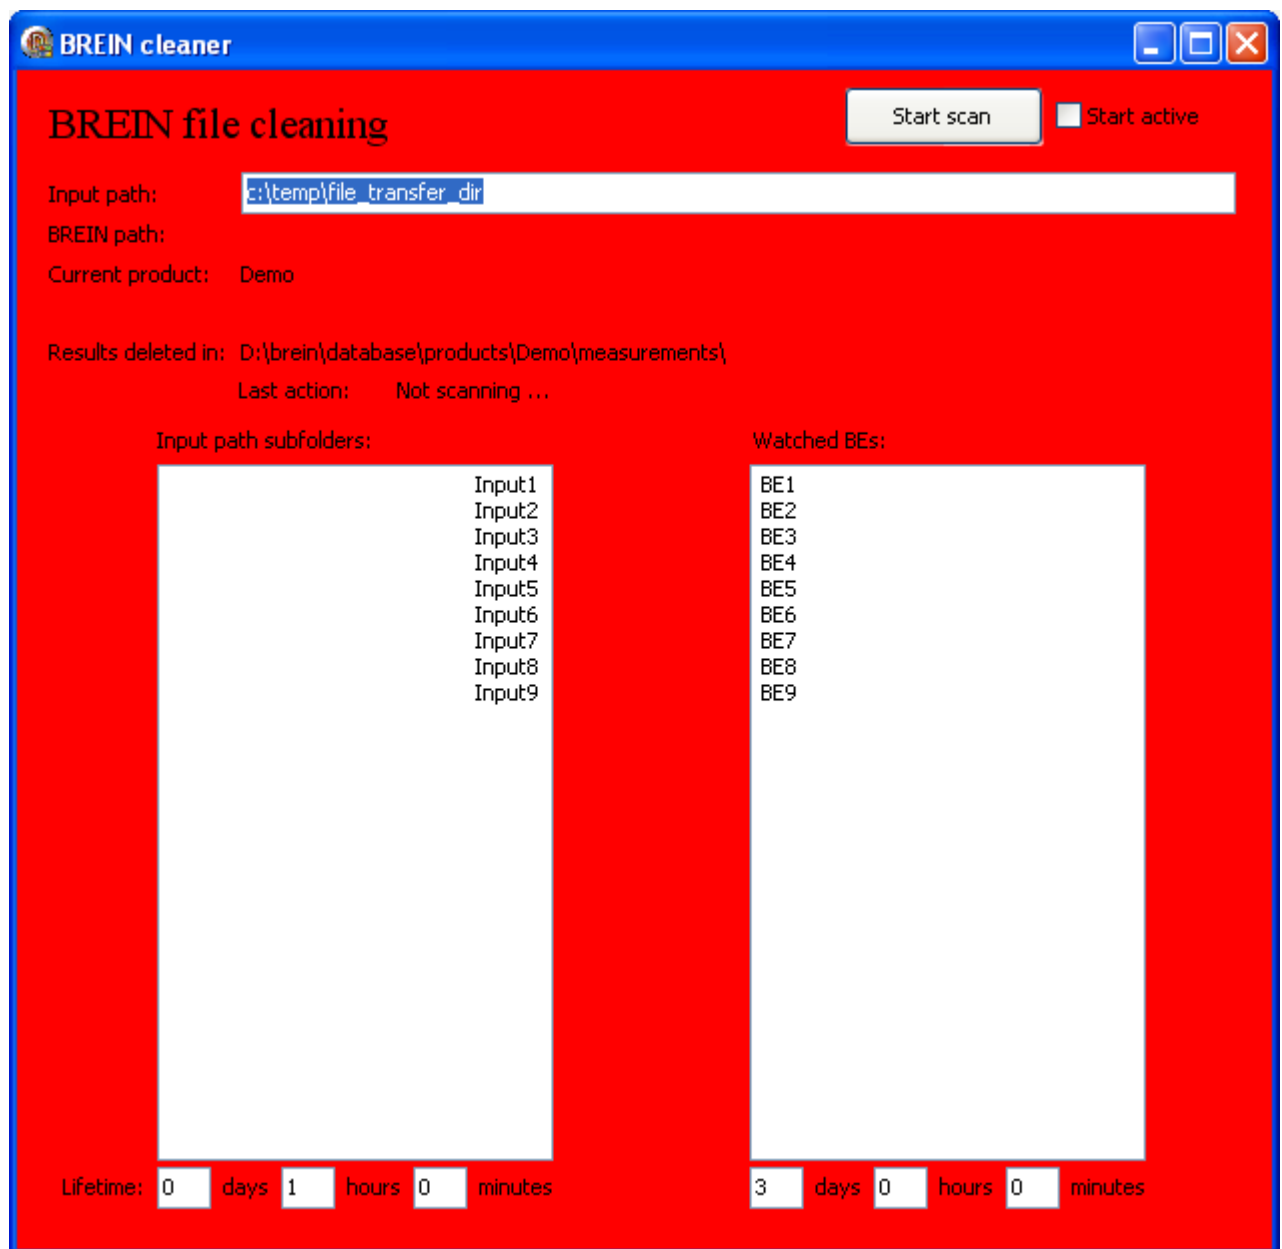 BREIN cleaner
BREIN file cleaning
Start scan
Start active
Input path: c:\temp\file_transfer_dir
BREIN path:
Current product: Demo
Results deleted in: D:\brein\database\products\Demo\measurements\
Last action: Not scanning ...
Input path subfolders:
Input1
Input2
Input3
Input4
Input5
Input6
Input7
Input8
Input9
Watched BEs:
BE1
BE2
BE3
BE4
BE5
BE6
BE7
BE8
BE9
Lifetime: 0 days 1 hours 0 minutes
3 days 0 hours 0 minutes